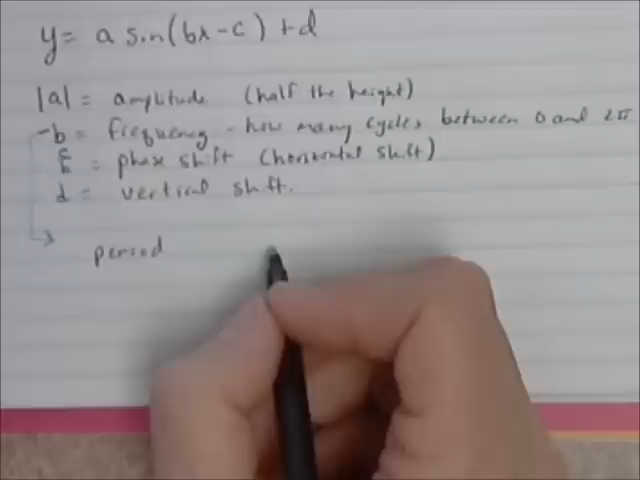 y = a sin(bx - c) + d
|a| = amplitude (half the height)
b = frequency - how many cycles between 0 and 2π
c/b = phase shift (horizontal shift)
d = vertical shift.
period